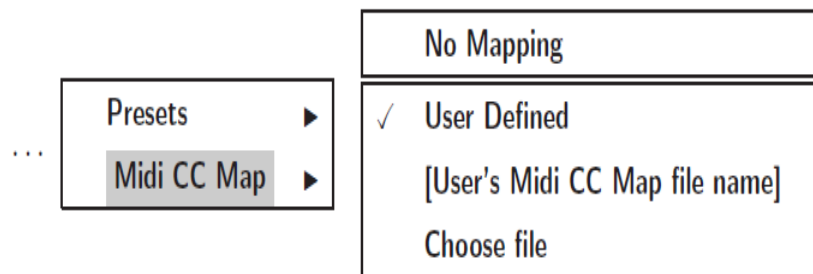 No Mapping
Presets ▶
✓ User Defined
...
Midi CC Map ▶
[User's Midi CC Map file name]
Choose file